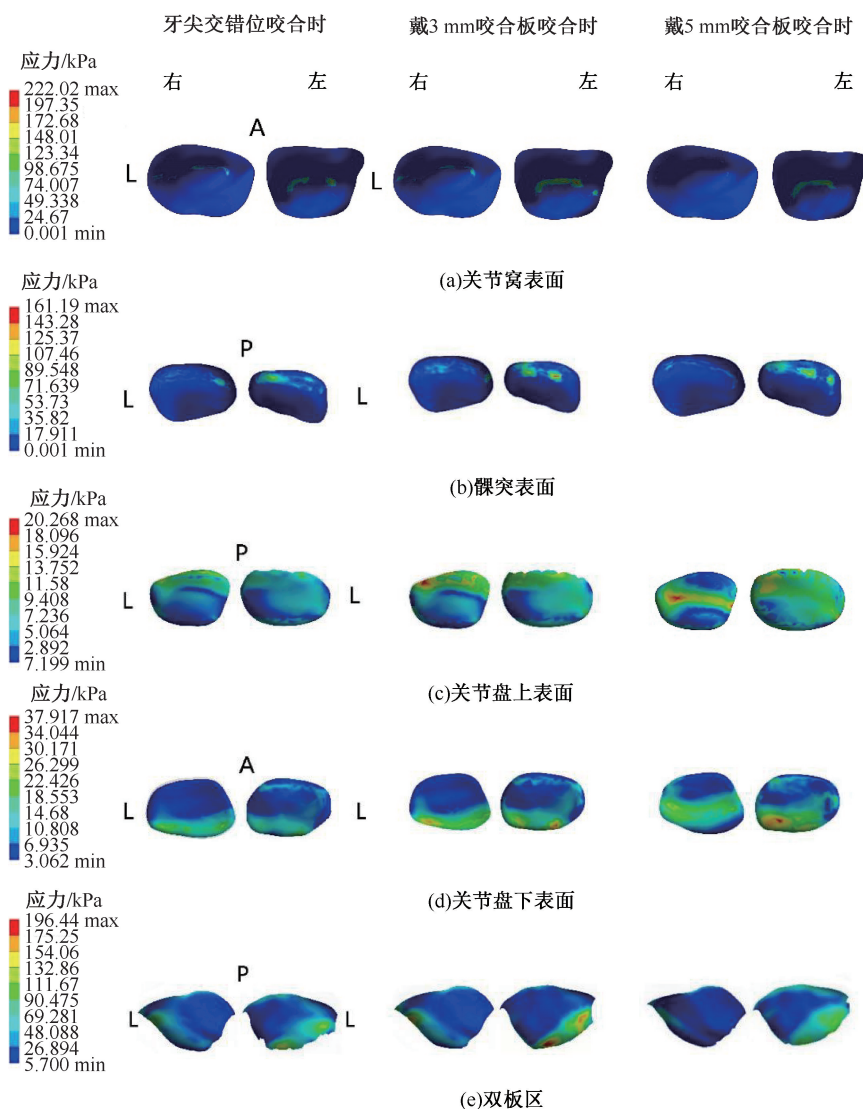 牙尖交错位咬合时 戴3 mm咬合板咬合时 戴5 mm咬合板咬合时
应力/kPa
右 左 右 左 右 左
222.02 max
197.35
172.68
148.01
123.34
98.675
74.007
49.338
24.67
0.001 min
A
L L
(a)关节窝表面
应力/kPa
161.19 max
143.28
125.37
107.46
89.548
71.639
53.73
35.82
17.911
0.001 min
P
L L
(b)髁突表面
应力/kPa
20.268 max
18.096
15.924
13.752
11.58
9.408
7.236
5.064
2.892
7.199 min
P
L L
(c)关节盘上表面
应力/kPa
37.917 max
34.044
30.171
26.299
22.426
18.553
14.68
10.808
6.935
3.062 min
A
L L
(d)关节盘下表面
应力/kPa
196.44 max
175.25
154.06
132.86
111.67
90.475
69.281
48.088
26.894
5.700 min
P
L L
(e)双板区